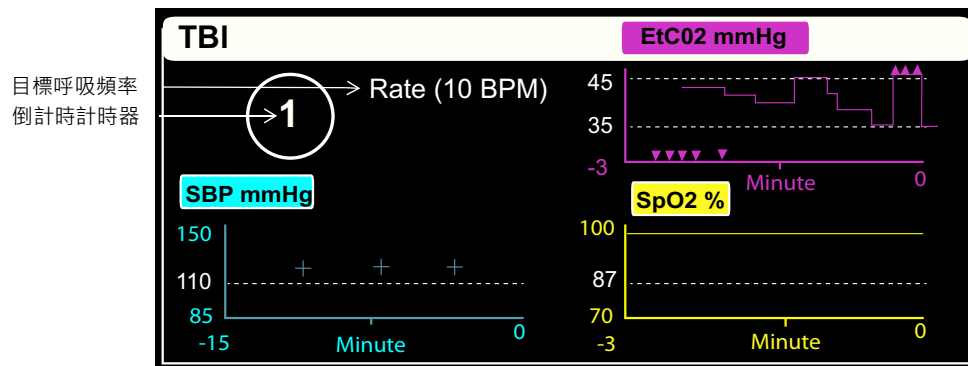 TBI
EtC02 mmHg
目標呼吸頻率
倒計時計時器
Rate (10 BPM)
1
45
35
-3
Minute
0
SBP mmHg
150
110
85
-15
Minute
0
SpO2 %
100
87
70
-3
Minute
0